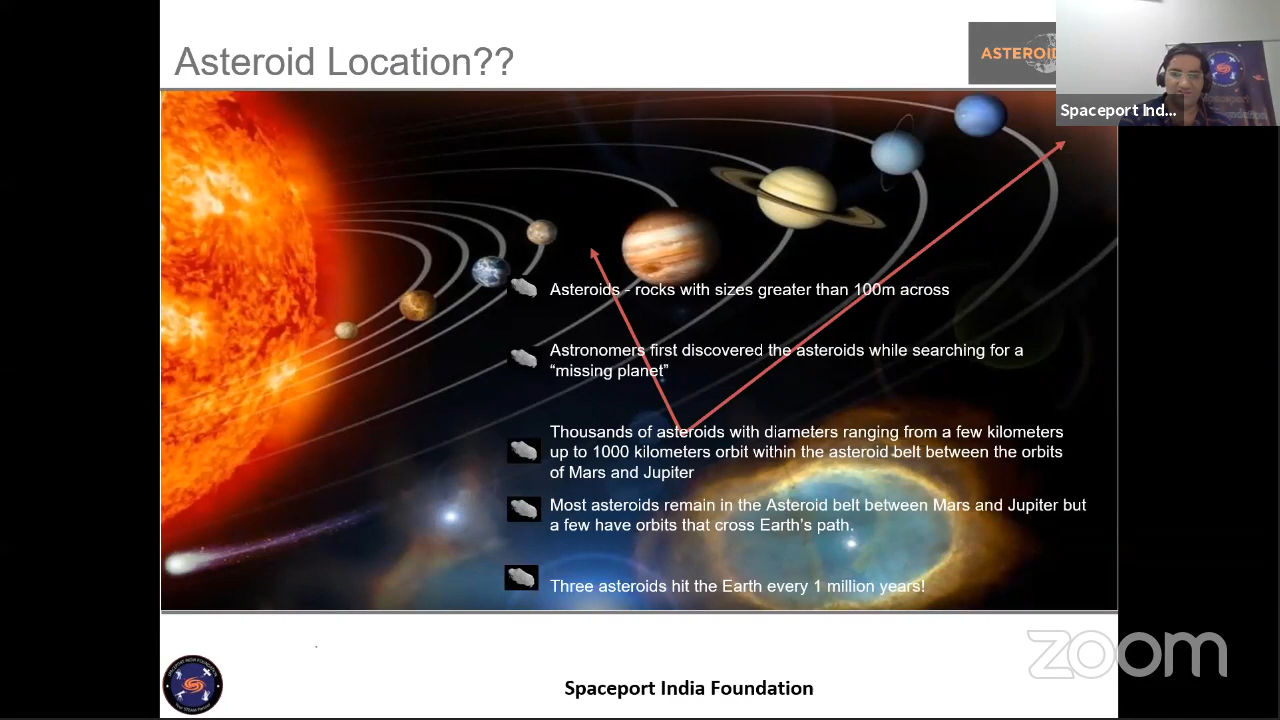 Asteroid Location??
ASTEROID
Spaceport Ind...
Asteroids - rocks with sizes greater than 100m across
Astronomers first discovered the asteroids while searching for a
“missing planet”
Thousands of asteroids with diameters ranging from a few kilometers
up to 1000 kilometers orbit within the asteroid belt between the orbits
of Mars and Jupiter
Most asteroids remain in the Asteroid belt between Mars and Jupiter but
a few have orbits that cross Earth’s path.
Three asteroids hit the Earth every 1 million years!
zoom
SPACEPORT INDIA FOUNDATION
Spaceport India Foundation